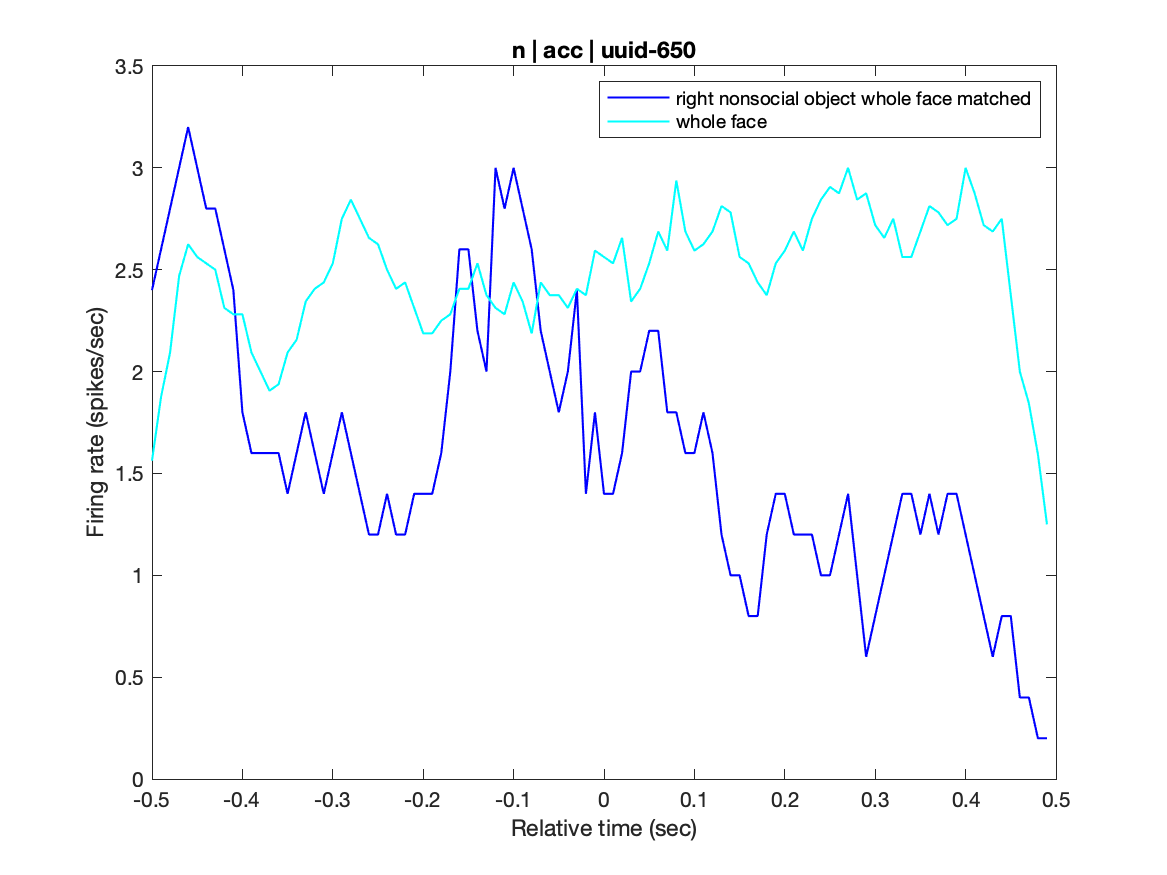 n | acc | uuid-650
right nonsocial object whole face matched
whole face
Firing rate (spikes/sec)
3.5
3
2.5
2
1.5
1
0.5
0
-0.5 -0.4 -0.3 -0.2 -0.1 0 0.1 0.2 0.3 0.4 0.5
Relative time (sec)